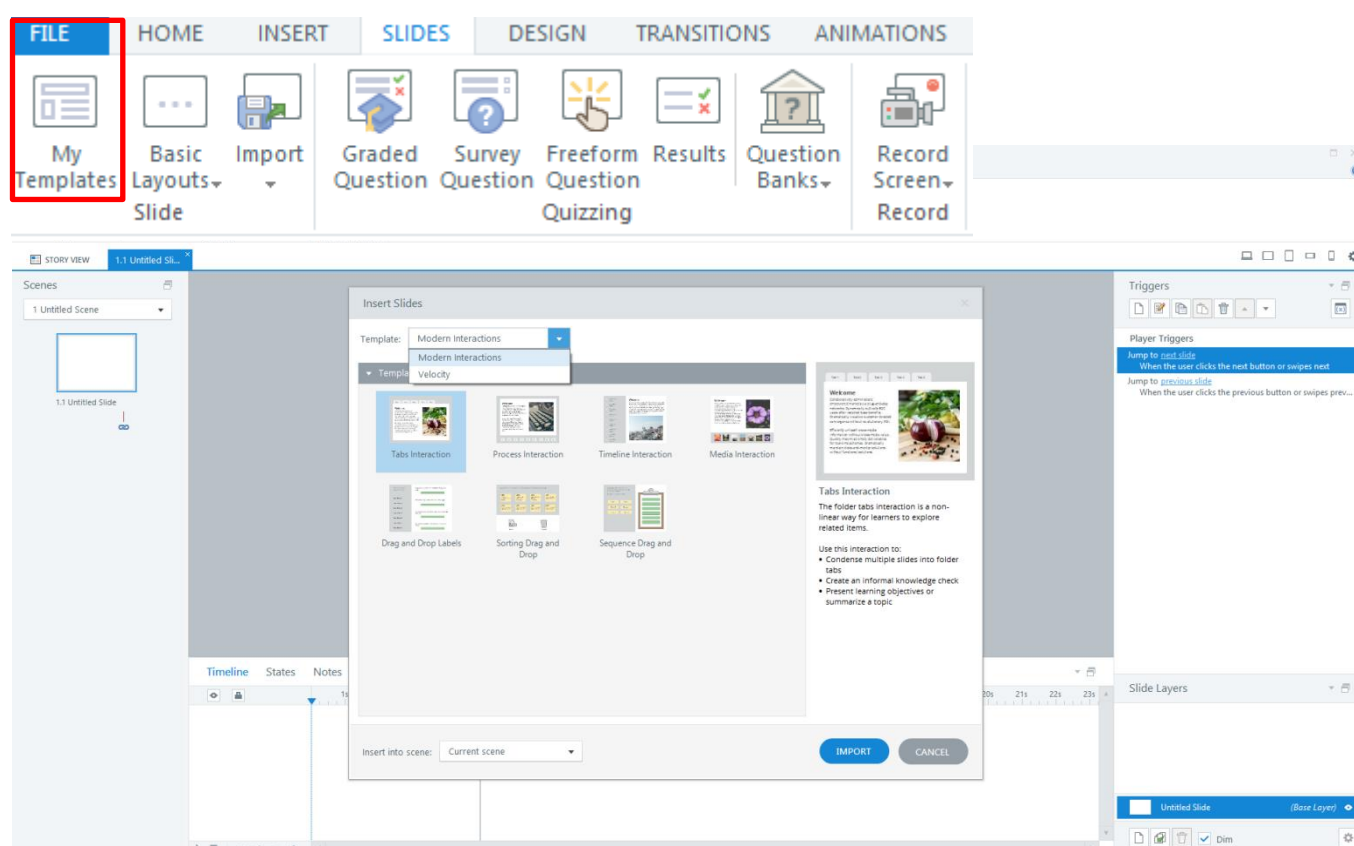 FILE HOME INSERT SLIDES DESIGN TRANSITIONS ANIMATIONS
My Templates
Basic Layouts
Import
Graded Question
Survey Question
Freeform Question
Results
Question Banks
Record Screen
Slide Quizzing Record
STORY VIEW 1.1 Untitled Sli...
Scenes
1 Untitled Scene
1.1 Untitled Slide
Insert Slides
Template: Modern Interactions
Modern Interactions
Velocity
Templa
Tabs Interaction
Process Interaction
Timeline Interaction
Media Interaction
Drag and Drop Labels
Sorting Drag and
Drop
Sequence Drag and
Drop
Welcome
Tabs Interaction
The folder tabs interaction is a non-
linear way for learners to explore
related items.
Use this interaction to:
• Condense multiple slides into folder
tabs
• Create an informal knowledge check
• Present learning objectives or
summarize a topic
Insert into scene: Current scene
IMPORT CANCEL
Timeline States Notes
1s 20s 21s 22s 23s
Triggers
Player Triggers
Jump to next slide
When the user clicks the next button or swipes next
Jump to previous slide
When the user clicks the previous button or swipes prev...
Slide Layers
Untitled Slide (Base Layer)
Dim